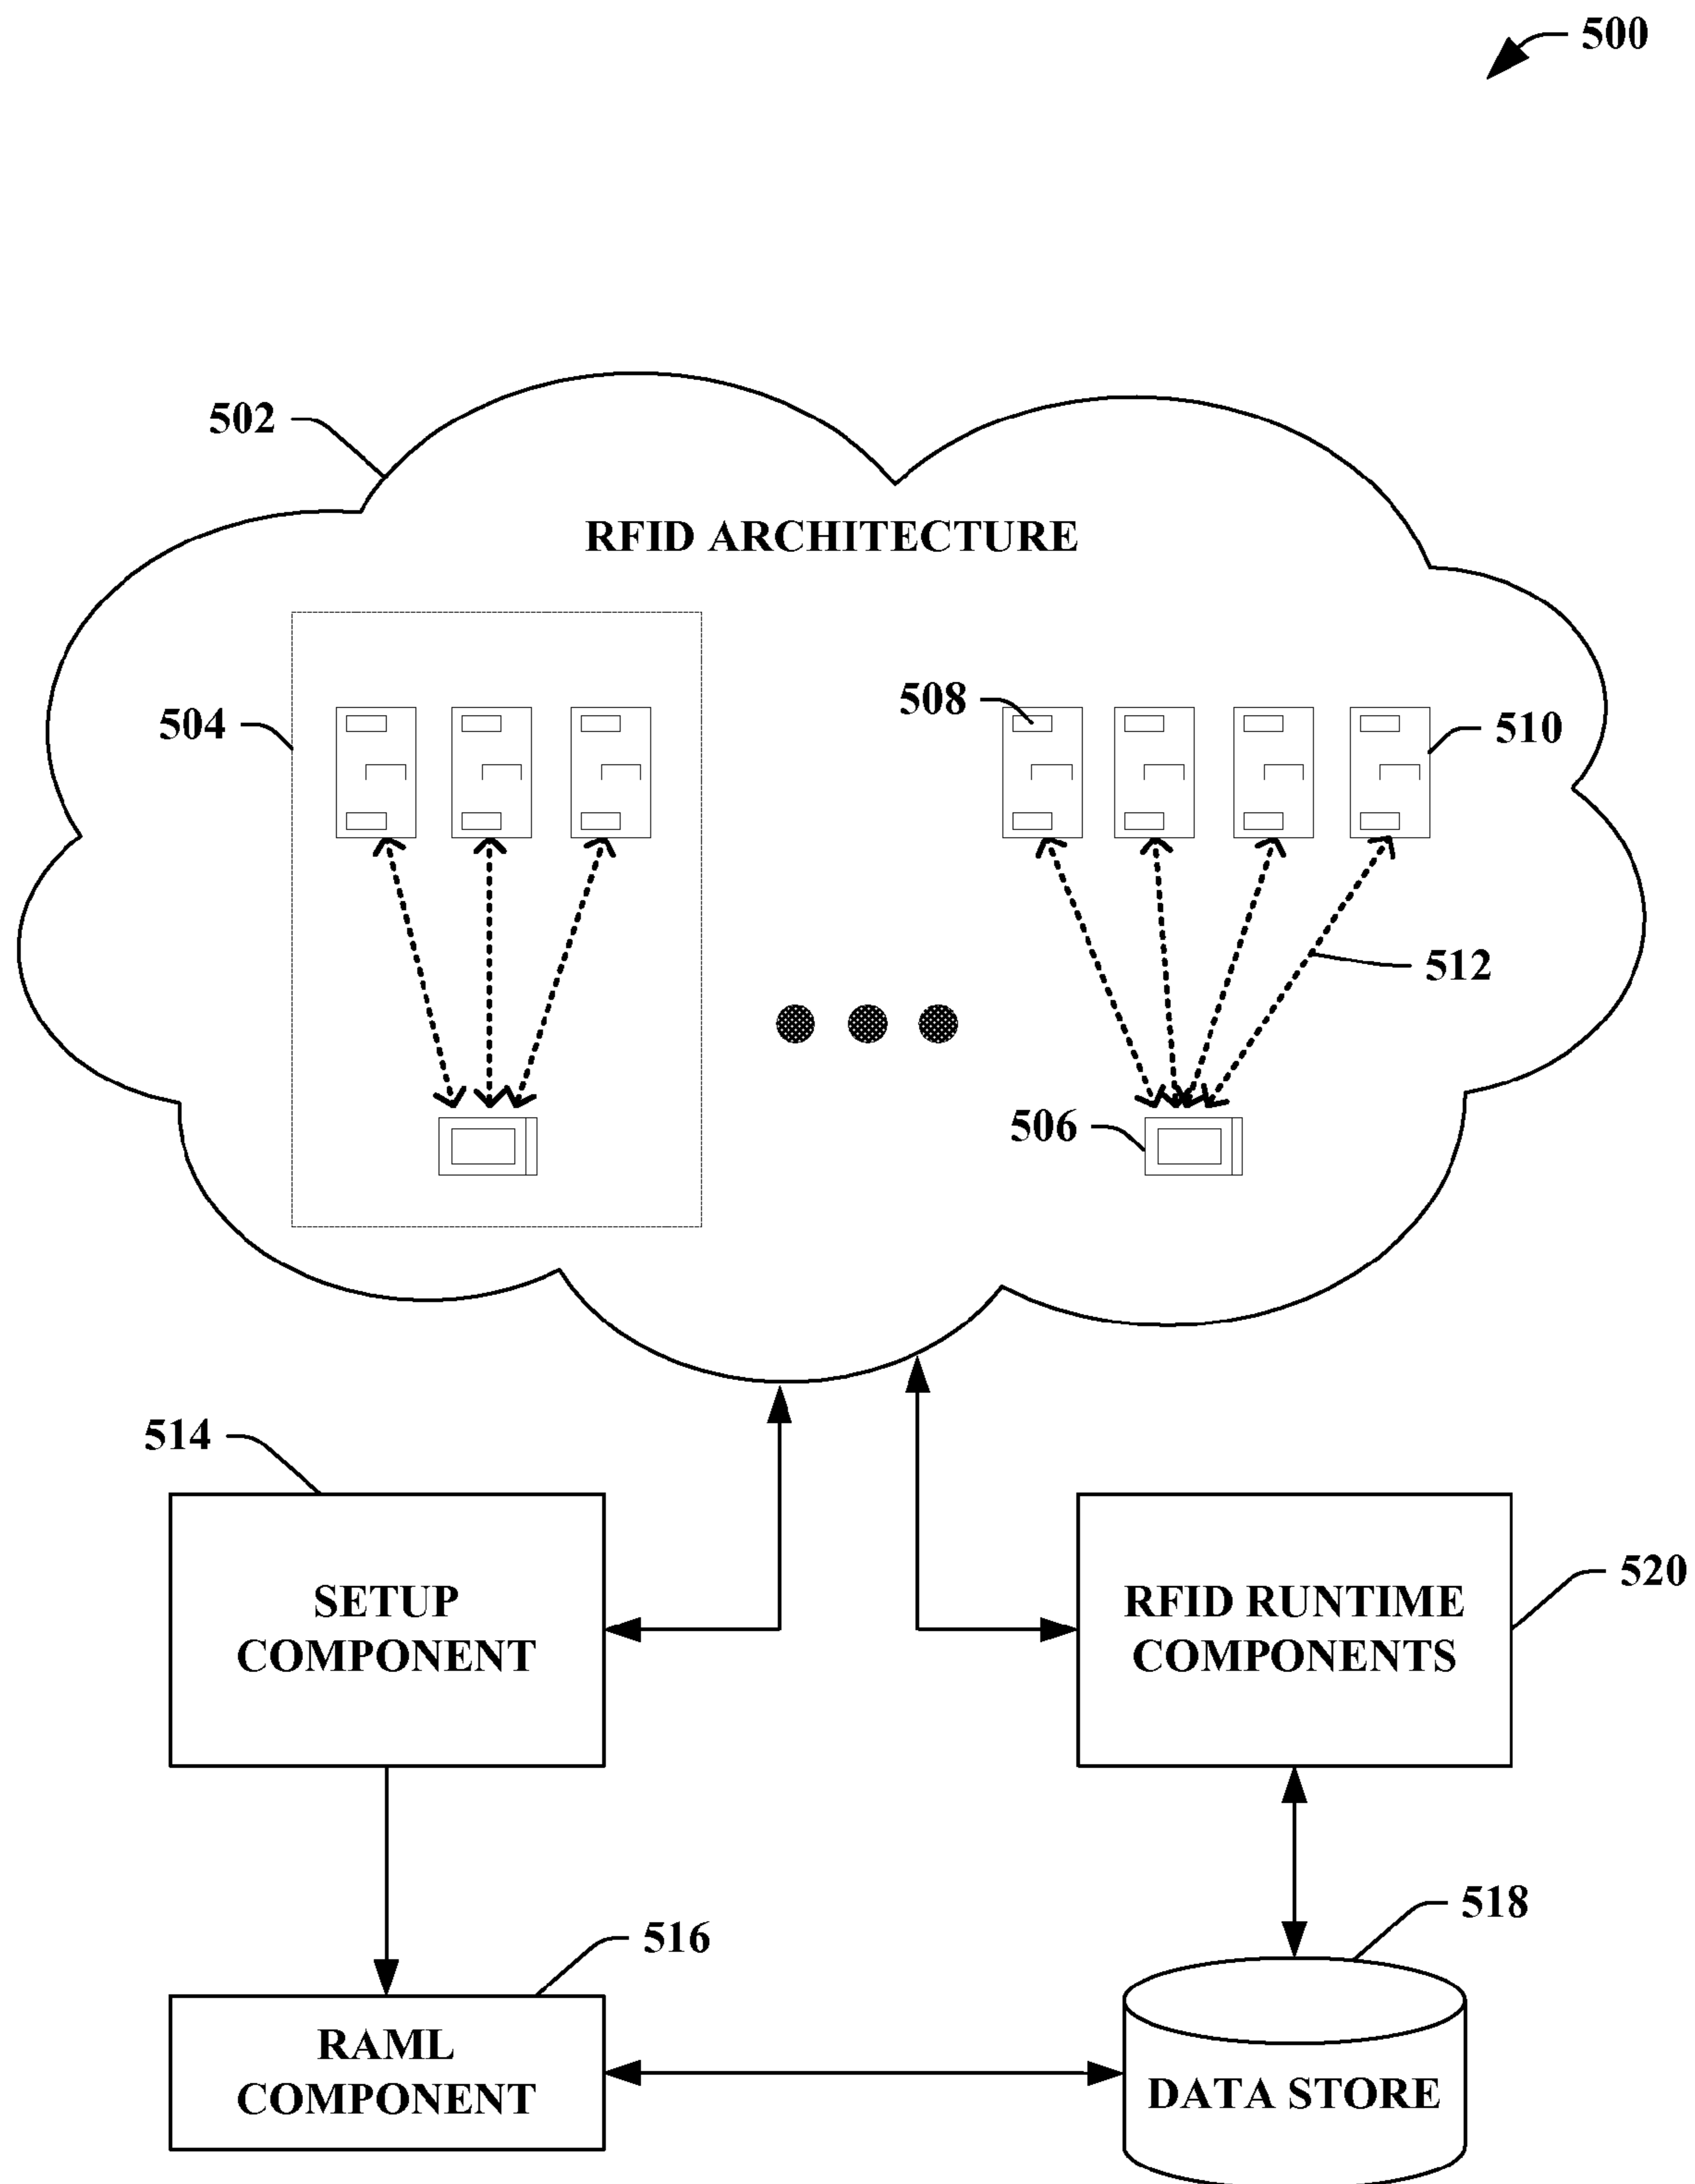 500
502
RFID ARCHITECTURE
504
508
510
512
506
514
SETUP
COMPONENT
RFID RUNTIME
COMPONENTS
520
516
518
RAML
COMPONENT
DATA STORE